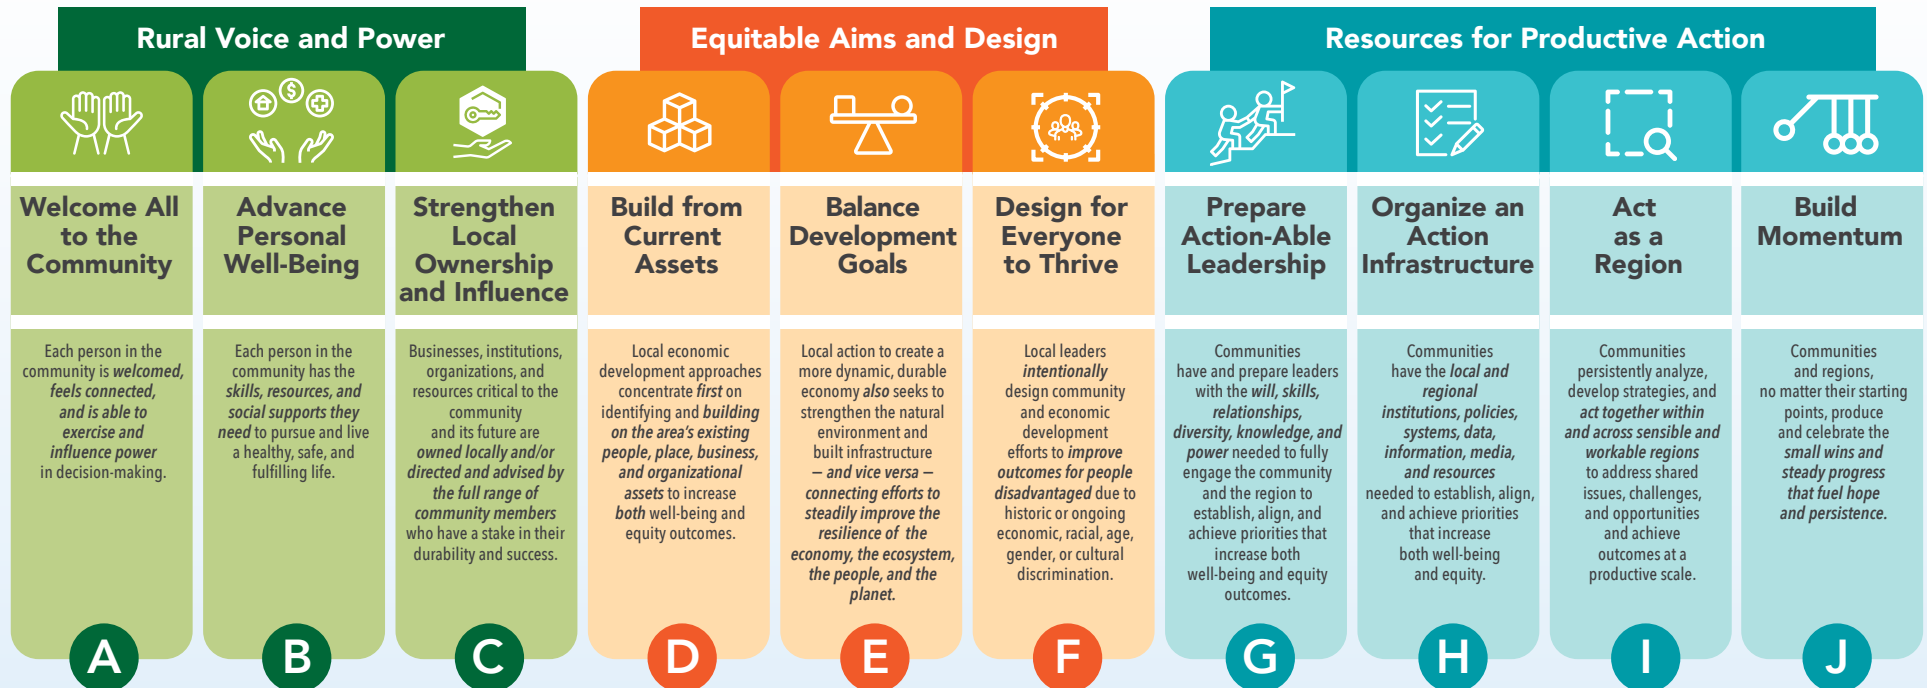 Rural Voice and Power
Equitable Aims and Design
Resources for Productive Action
Welcome All
to the
Community
Each person in the
community is welcomed,
feels connected,
and is able to
exercise and
influence power
in decision-making.
A
Advance
Personal
Well-Being
Each person in the
community has the
skills, resources, and
social supports they
need to pursue and live
a healthy, safe, and
fulfilling life.
B
Strengthen
Local
Ownership
and Influence
Businesses, institutions,
organizations, and
resources critical to the
community
and its future are
owned locally and/or
directed and advised by
the full range of
community members
who have a stake in their
durability and success.
C
Build from
Current
Assets
Local economic
development approaches
concentrate first on
identifying and building
on the area's existing
people, place, business,
and organizational
assets to increase
both well-being and
equity outcomes.
D
Balance
Development
Goals
Local action to create a
more dynamic, durable
economy also seeks to
strengthen the natural
environment and
built infrastructure
— and vice versa —
connecting efforts to
steadily improve the
resilience of the
economy, the ecosystem,
the people, and the
planet.
E
Design for
Everyone
to Thrive
Local leaders
intentionally
design community
and economic
development
efforts to improve
outcomes for people
disadvantaged due to
historic or ongoing
economic, racial, age,
gender, or cultural
discrimination.
F
Prepare
Action-Able
Leadership
Communities
have and prepare leaders
with the will, skills,
relationships,
diversity, knowledge, and
power needed to fully
engage the community
and the region to
establish, align, and
achieve priorities that
increase both
well-being and equity
outcomes.
G
Organize an
Action
Infrastructure
Communities
have the local and
regional
institutions, policies,
systems, data,
information, media,
and resources
needed to establish, align,
and achieve priorities
that increase
both well-being
and equity.
H
Act
as a
Region
Communities
persistently analyze,
develop strategies, and
act together within
and across sensible and
workable regions
to address shared
issues, challenges,
and opportunities
and achieve
outcomes at a
productive scale.
I
Build
Momentum
Communities
and regions,
no matter their starting
points, produce
and celebrate the
small wins and
steady progress
that fuel hope
and persistence.
J